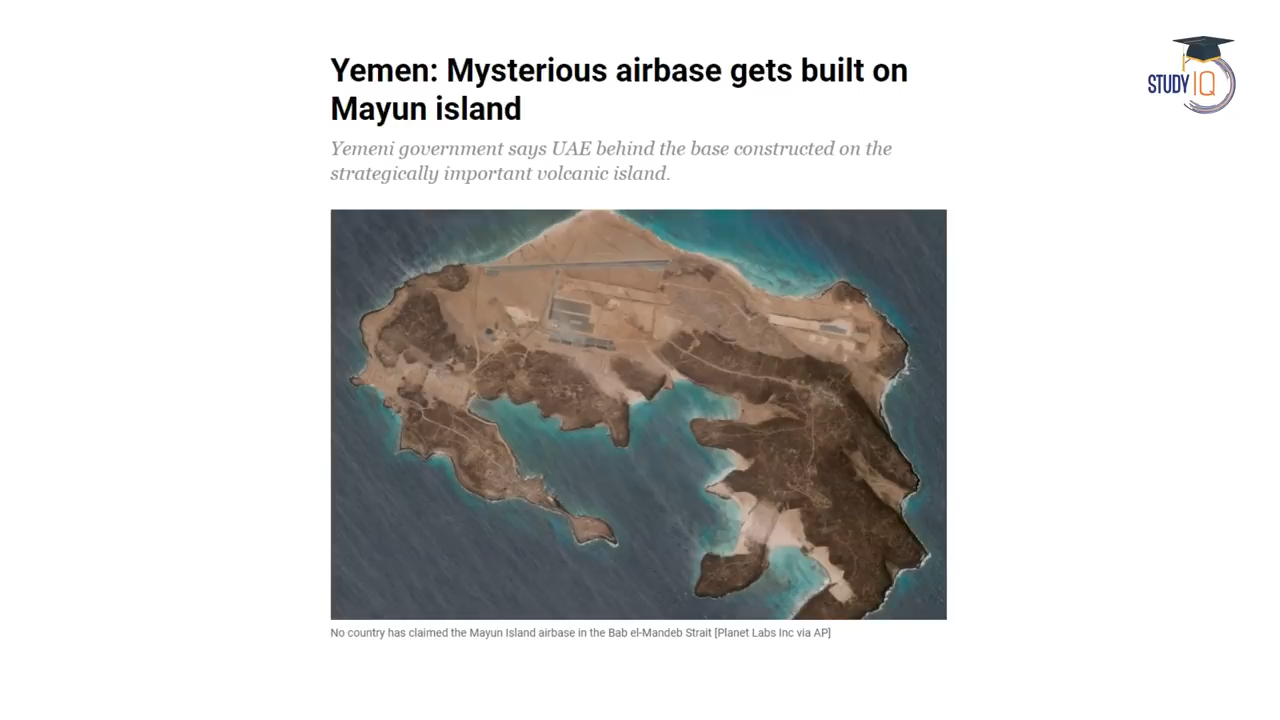 Yemen: Mysterious airbase gets built on
Mayun island
Yemeni government says UAE behind the base constructed on the
strategically important volcanic island.
STUDY IQ
No country has claimed the Mayun Island airbase in the Bab el-Mandeb Strait [Planet Labs Inc via AP]